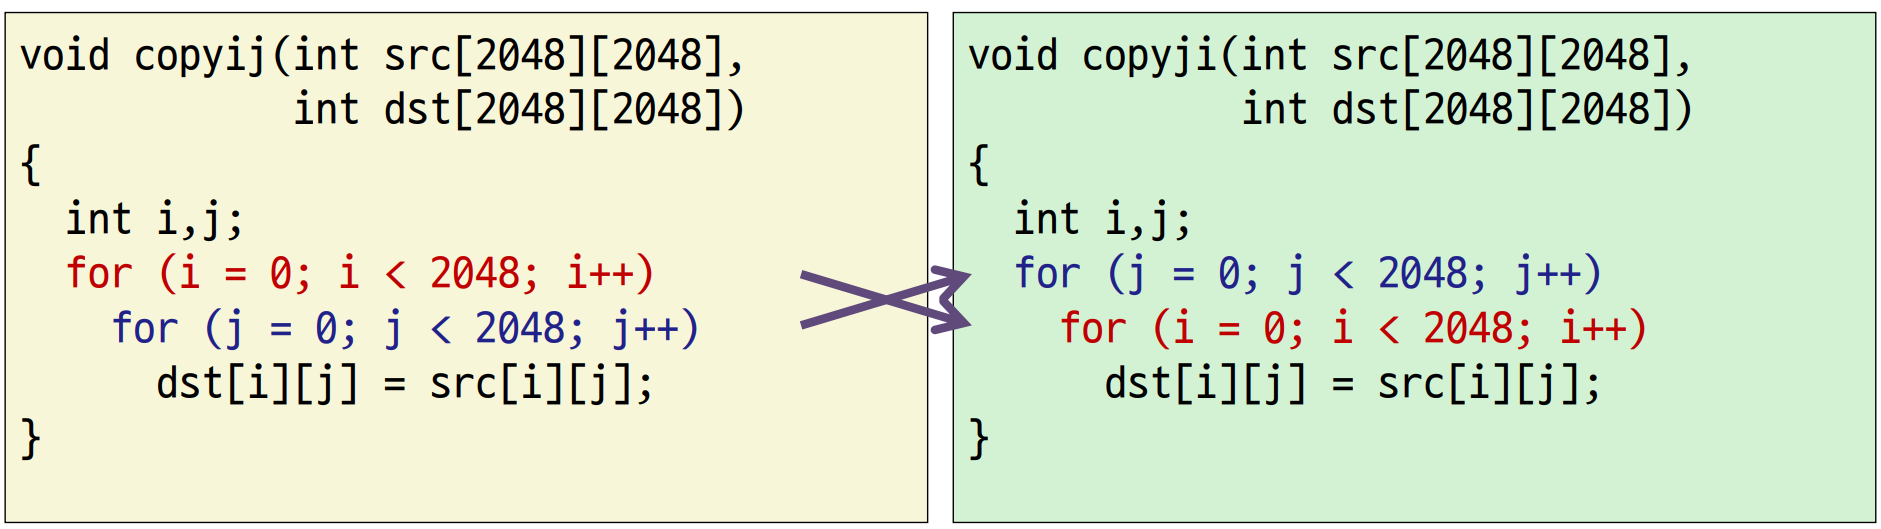 void copyij(int src[2048][2048],
            int dst[2048][2048])
{
  int i,j;
  for (i = 0; i < 2048; i++)
    for (j = 0; j < 2048; j++)
      dst[i][j] = src[i][j];
}
void copyji(int src[2048][2048],
            int dst[2048][2048])
{
  int i,j;
  for (j = 0; j < 2048; j++)
    for (i = 0; i < 2048; i++)
      dst[i][j] = src[i][j];
}